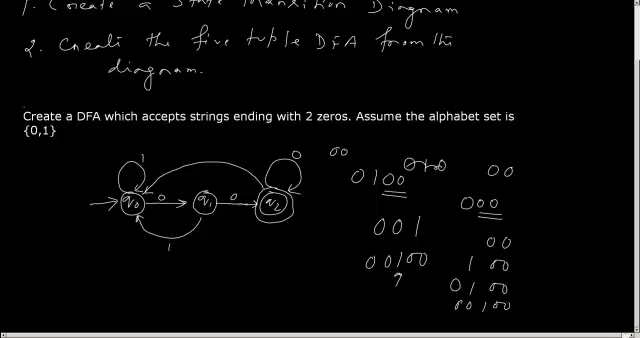 1. Create a State Transition Diagram
2. Create the five tuple DFA from the
diagram.
Create a DFA which accepts strings ending with 2 zeros. Assume the alphabet set is
{0,1}
1
0
q0
0
q1
0
q2
1
00
0100
00
000
001
00
00100
1 00
?
0100
00100